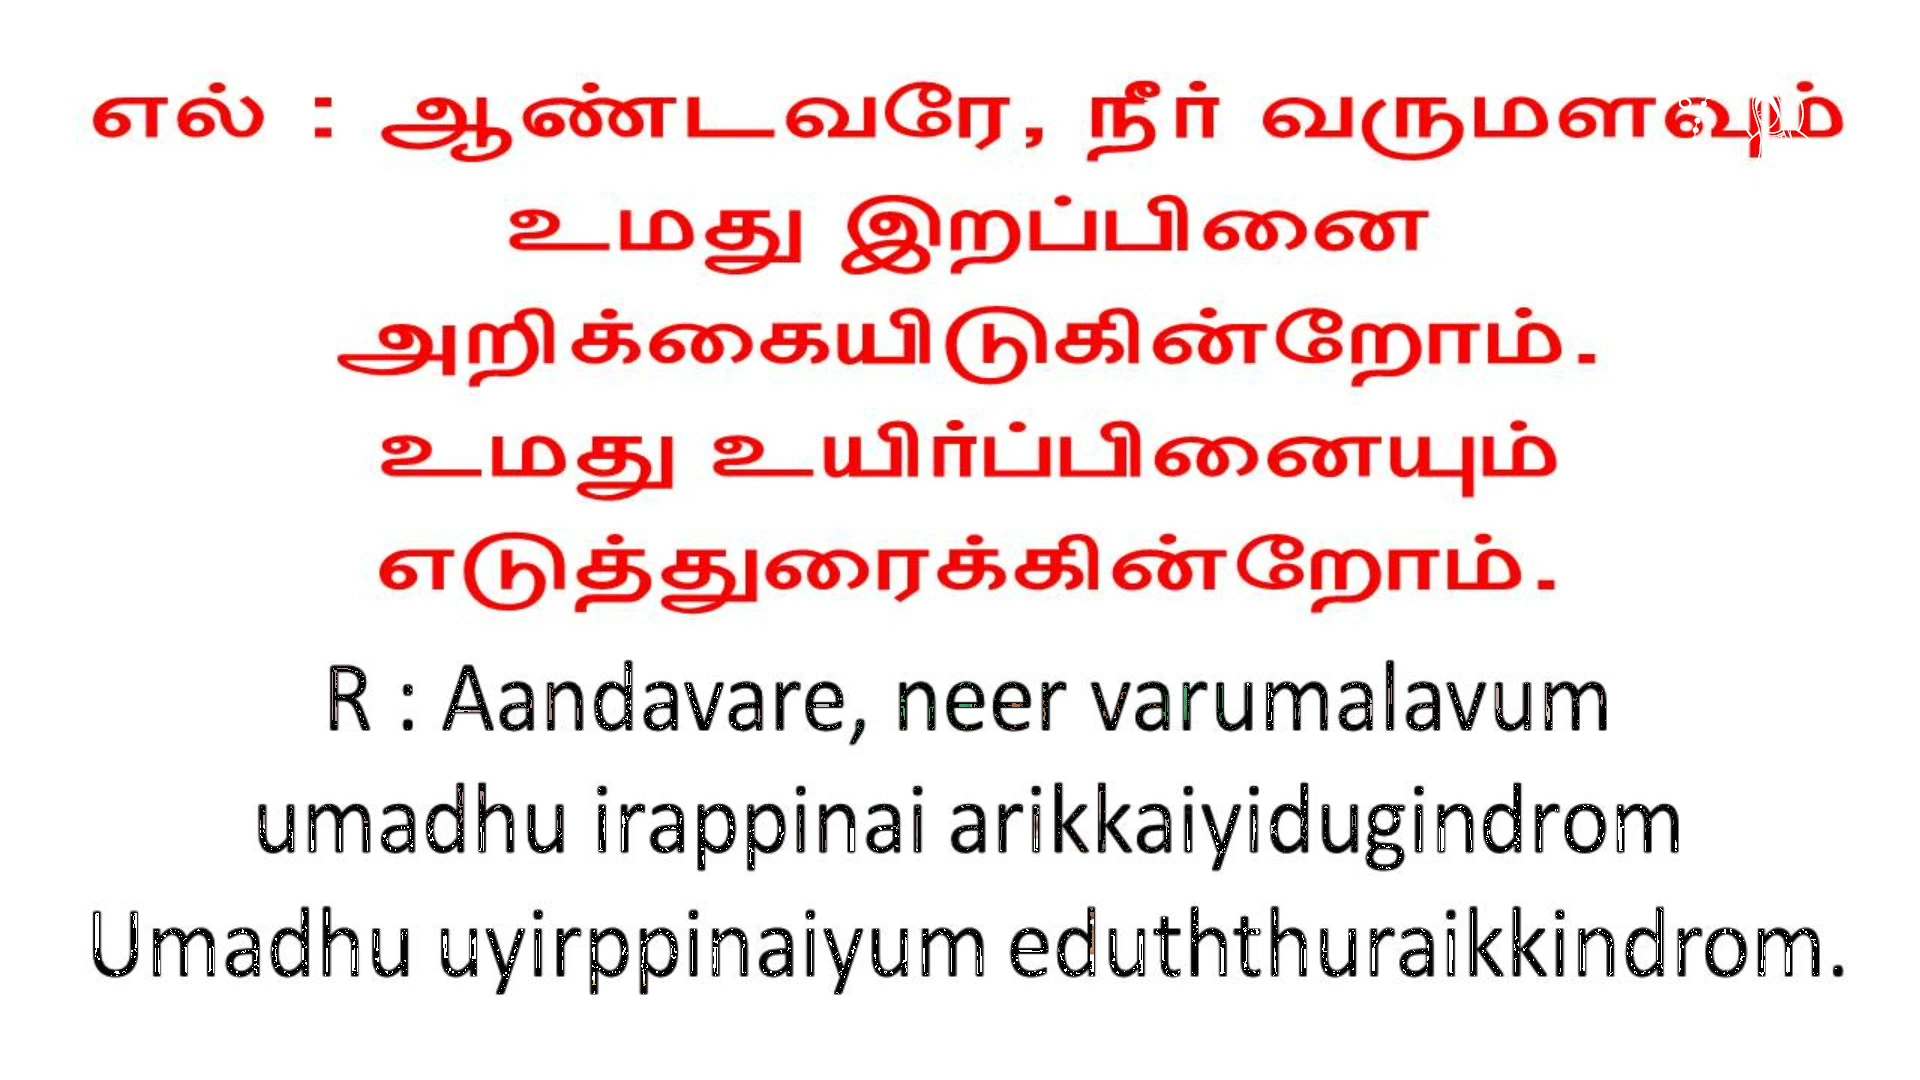 எல் : ஆண்டவரே, நீர் வருமளவும்
உமது இறப்பினை
அறிக்கையிடுகின்றோம்.
உமது உயிர்ப்பினையும்
எடுத்துரைக்கின்றோம்.
R : Aandavare, neer varumalavum
umadhu irappinai arikkaiyidugindrom
Umadhu uyirppinaiyum eduththuraikkindrom.